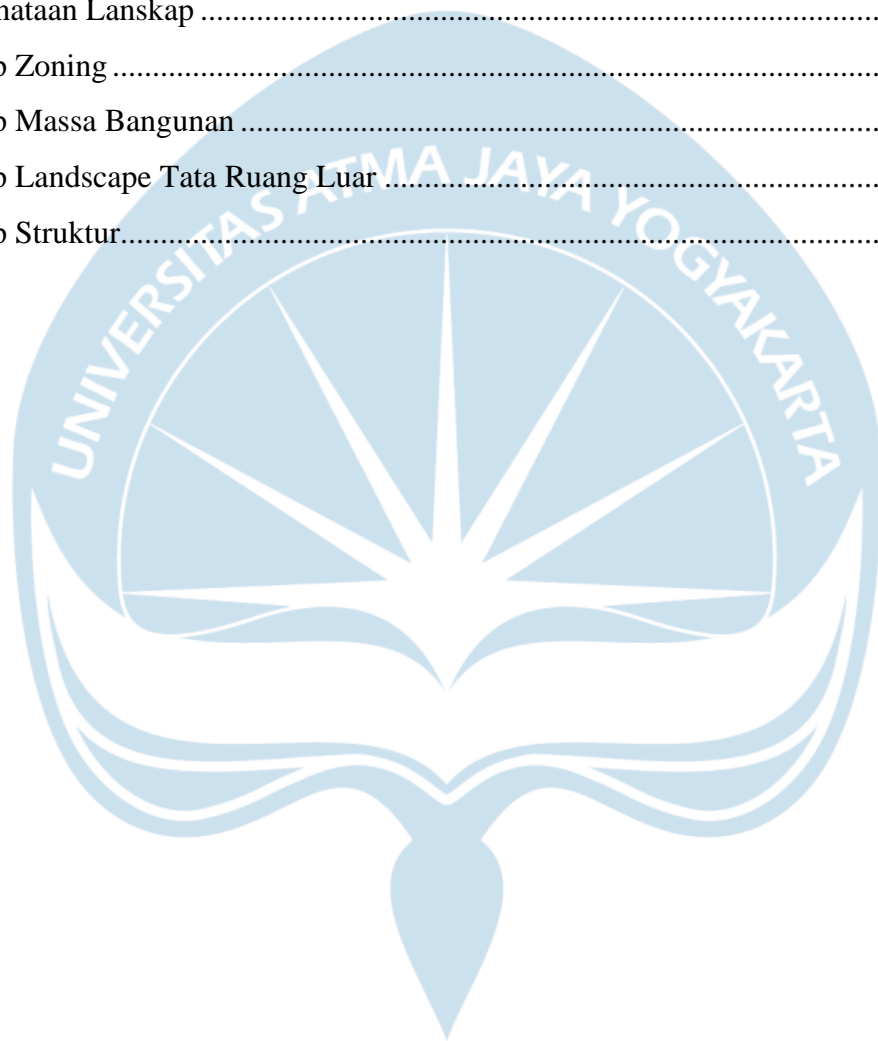 nataan Lanskap ....................................................................................
p Zoning ...............................................................................................
p Massa Bangunan ................................................................................
p Landscape Tata Ruang Luar ..............................................................
p Struktur...............................................................................................
UNIVERSITAS ATMA JAYA YOGYAKARTA